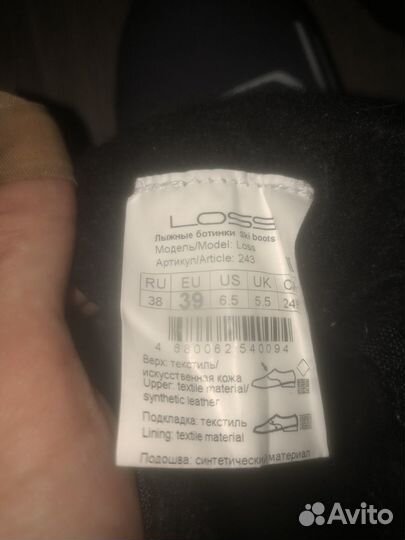 LOSS
Лыжные ботинки Ski boots
Модель/Model: Loss
Артикул/Article: 243
RU EU US UK
38 39 6.5 5.5
4 680062 540094
Верх: текстиль/
искусственная кожа
Upper: textile material/
synthetic leather
Подкладка: текстиль
Lining: textile material
Подошва: синтетический материал
Avito